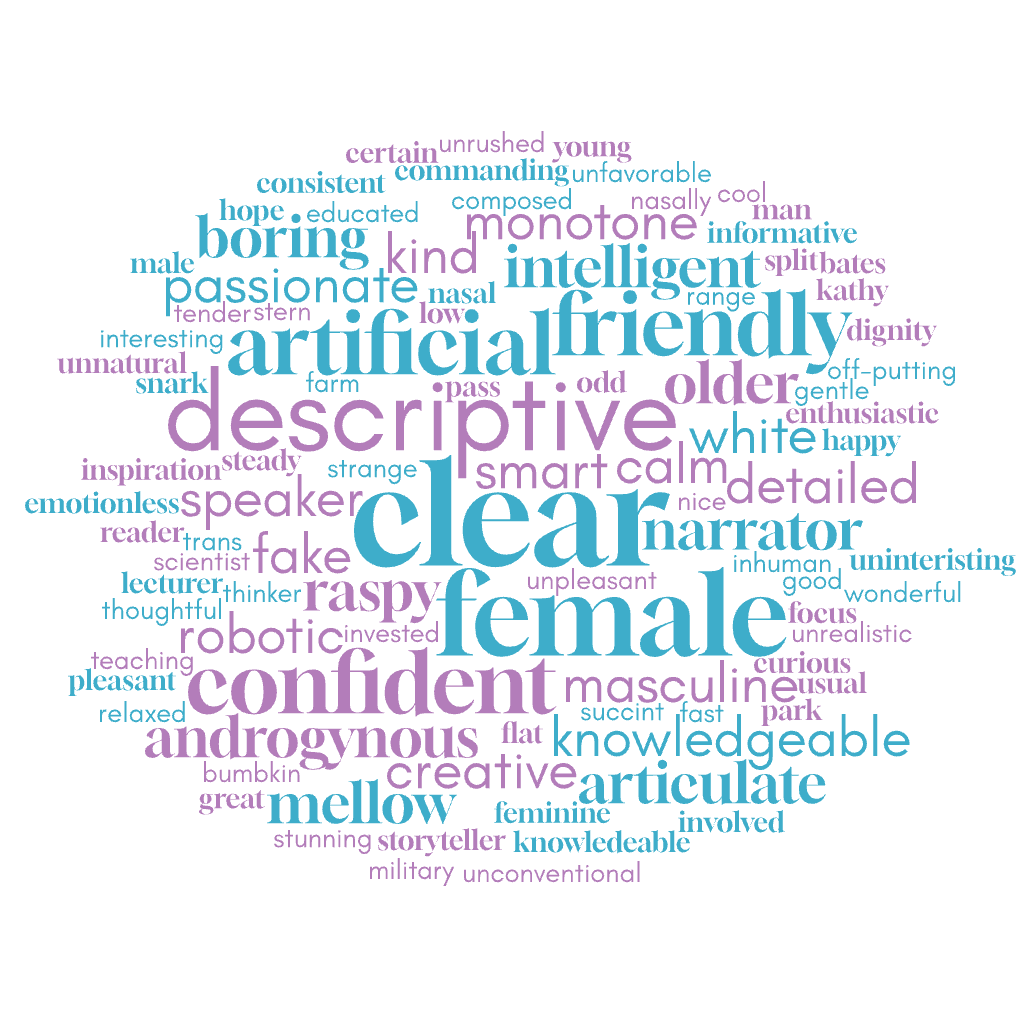 certain unrushed young
consistent commanding unfavorable
hope educated composed nasally cool man
boring kind monotone informative
male passionate nasal intelligent split bates
tender stern low range kathy
interesting artificial friendly dignity
unnatural snark farm pass odd older off-putting
descriptive gentle enthusiastic
white happy
inspiration steady strange smart calm detailed
emotionless speaker clear nice narrator
reader trans fake
scientist inhuman uninteristing
lecturer thinker raspy unpleasant good wonderful
thoughtful female focus
robotic invested unrealistic
teaching confident curious
pleasant masculine usual
relaxed succint fast park
androgynous flat knowledgeable
bumbkin creative articulate
great mellow feminine involved
stunning storyteller knowledeable
military unconventional